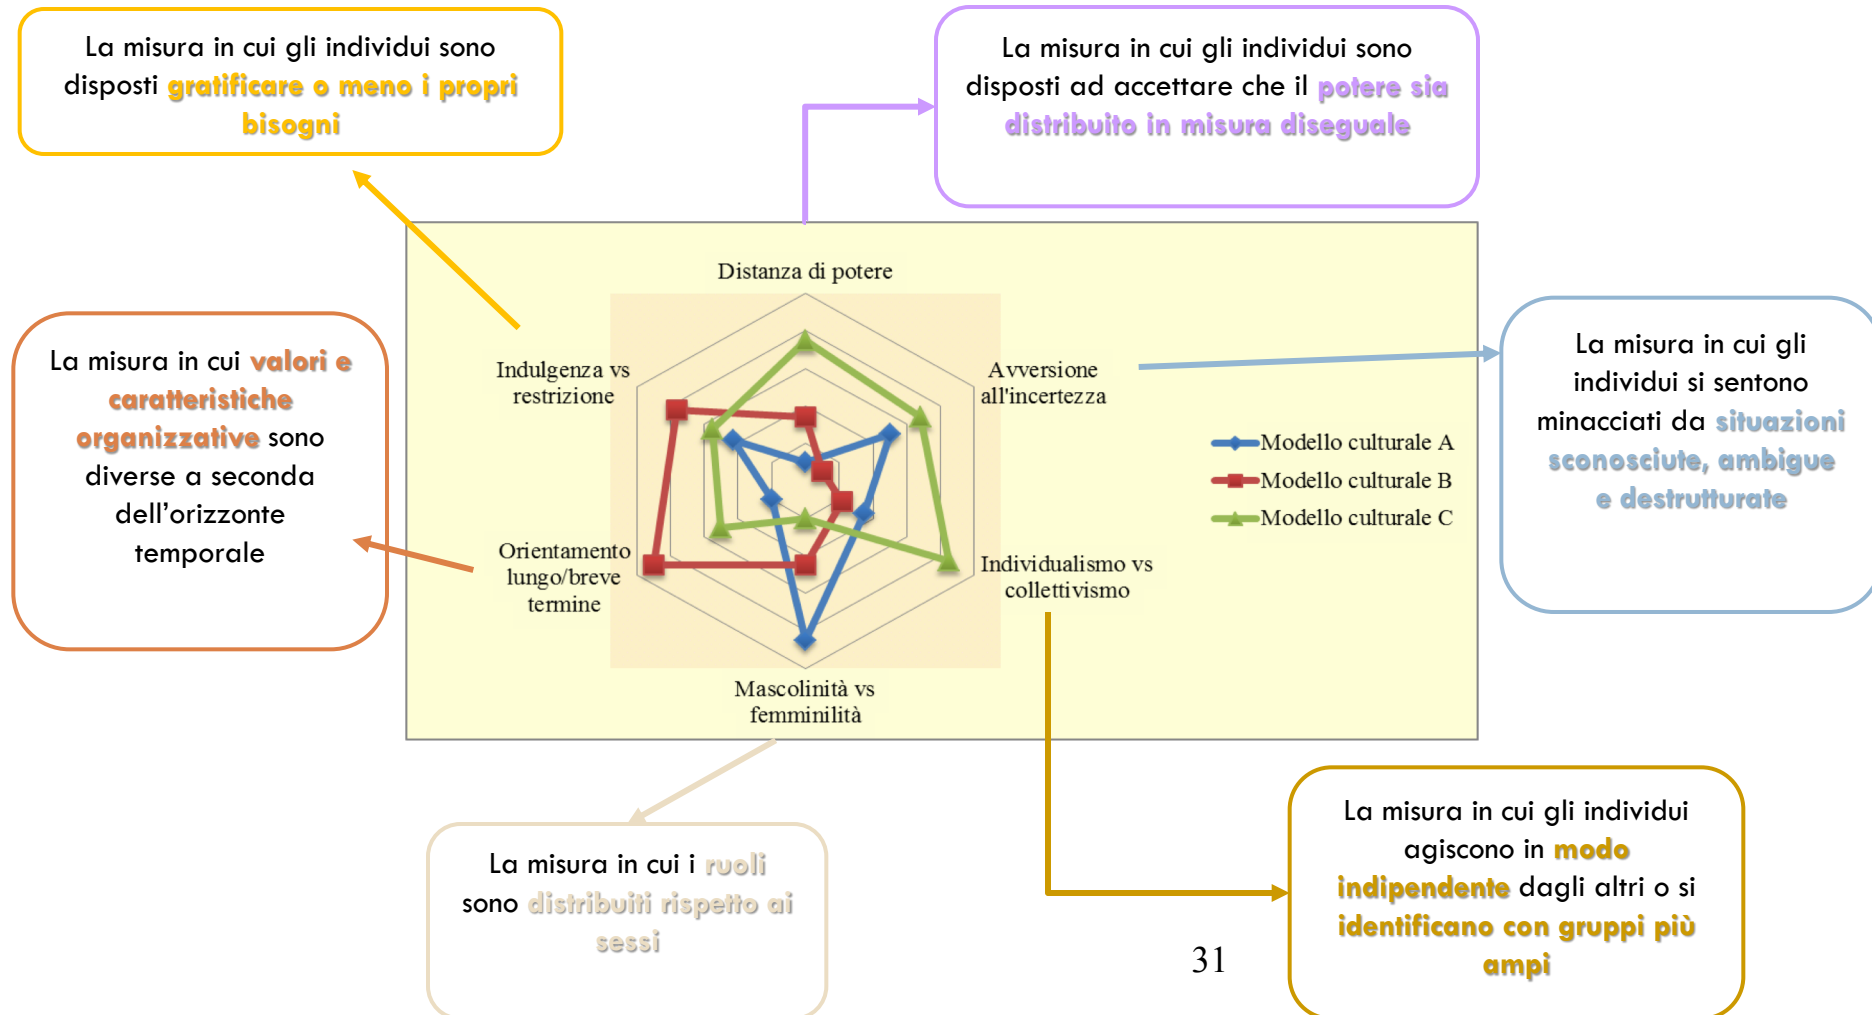 La misura in cui gli individui sono
disposti gratificare o meno i propri
bisogni
La misura in cui gli individui sono
disposti ad accettare che il potere sia
distribuito in misura diseguale
La misura in cui valori e
caratteristiche
organizzative sono
diverse a seconda
dell'orizzonte
temporale
Distanza di potere
Indulgenza vs
restrizione
Avversione
all'incertezza
Orientamento
lungo/breve
termine
Individualismo vs
collettivismo
Mascolinità vs
femminilità
Modello culturale A
Modello culturale B
Modello culturale C
La misura in cui gli
individui si sentono
minacciati da situazioni
sconosciute, ambigue
e destrutturate
La misura in cui i ruoli
sono distribuiti rispetto ai
sessi
La misura in cui gli individui
agiscono in modo
indipendente dagli altri o si
identificano con gruppi più
ampi
31